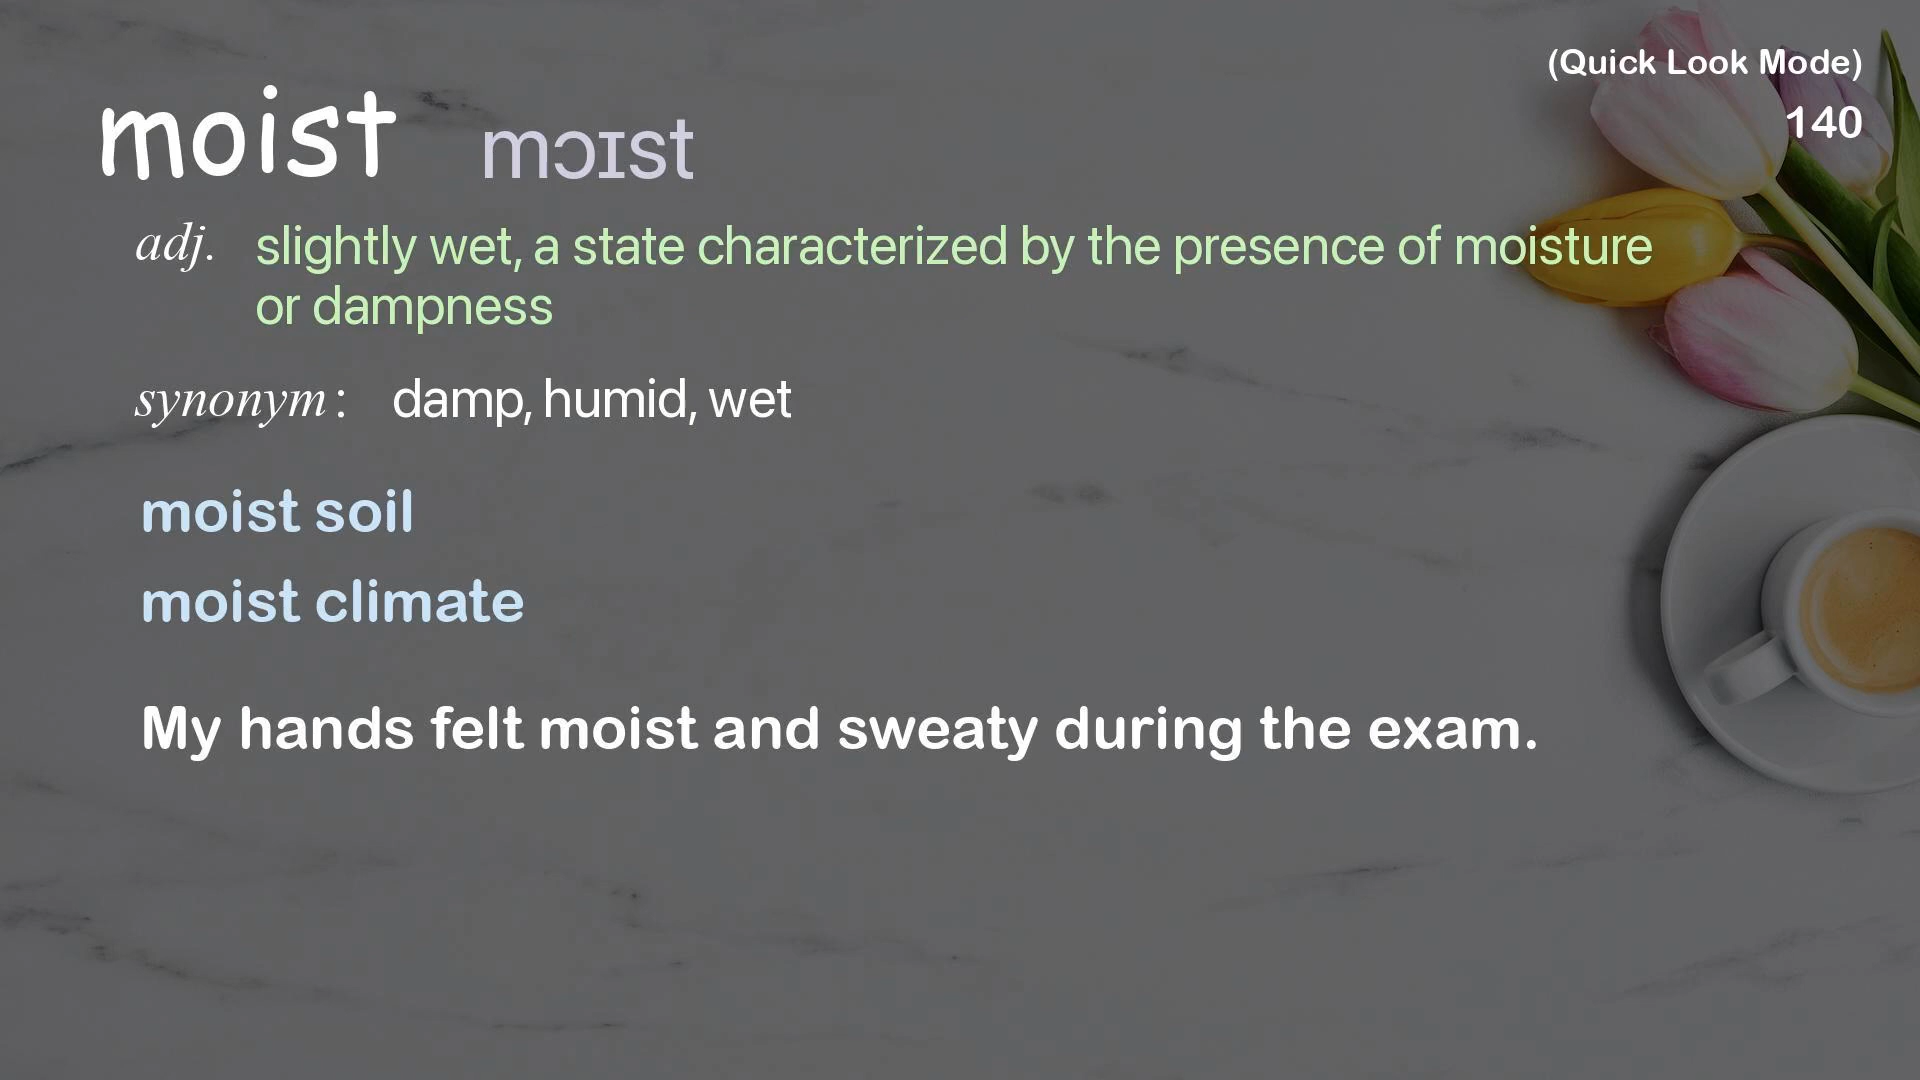 (Quick Look Mode)
140
moist mɔɪst
adj. slightly wet, a state characterized by the presence of moisture
or dampness
synonym: damp, humid, wet
moist soil
moist climate
My hands felt moist and sweaty during the exam.